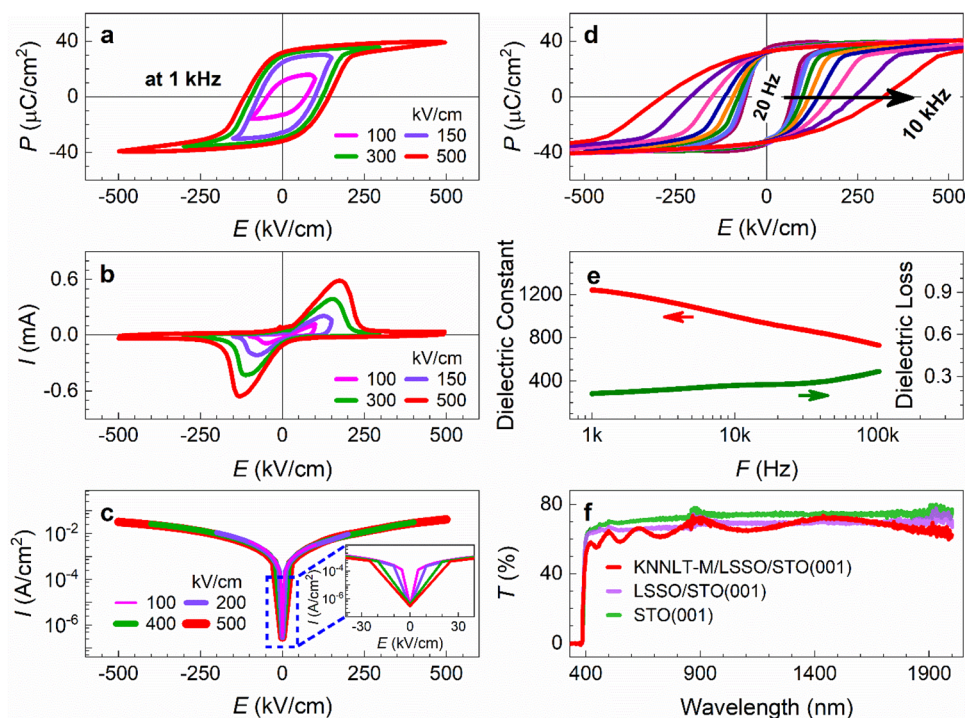 a
at 1 kHz
kV/cm
100 150
300 500
P (μC/cm²)
40
0
-40
-500 -250 0 250 500
E (kV/cm)
d
20 Hz
10 kHz
P (μC/cm²)
40
0
-40
-500 -250 0 250 500
E (kV/cm)
b
kV/cm
100 150
300 500
I (mA)
0.6
0.0
-0.6
-500 -250 0 250 500
E (kV/cm)
e
Dielectric Constant
1200
800
400
Dielectric Loss
0.9
0.6
0.3
1k 10k 100k
F (Hz)
c
kV/cm
100 200
400 500
I (A/cm²)
10⁻²
10⁻⁴
10⁻⁶
-500 -250 0 250 500
E (kV/cm)
I (A/cm²)
10⁻⁴
10⁻⁶
-30 0 30
E (kV/cm)
f
KNNLT-M/LSSO/STO(001)
LSSO/STO(001)
STO(001)
T (%)
80
40
0
400 900 1400 1900
Wavelength (nm)